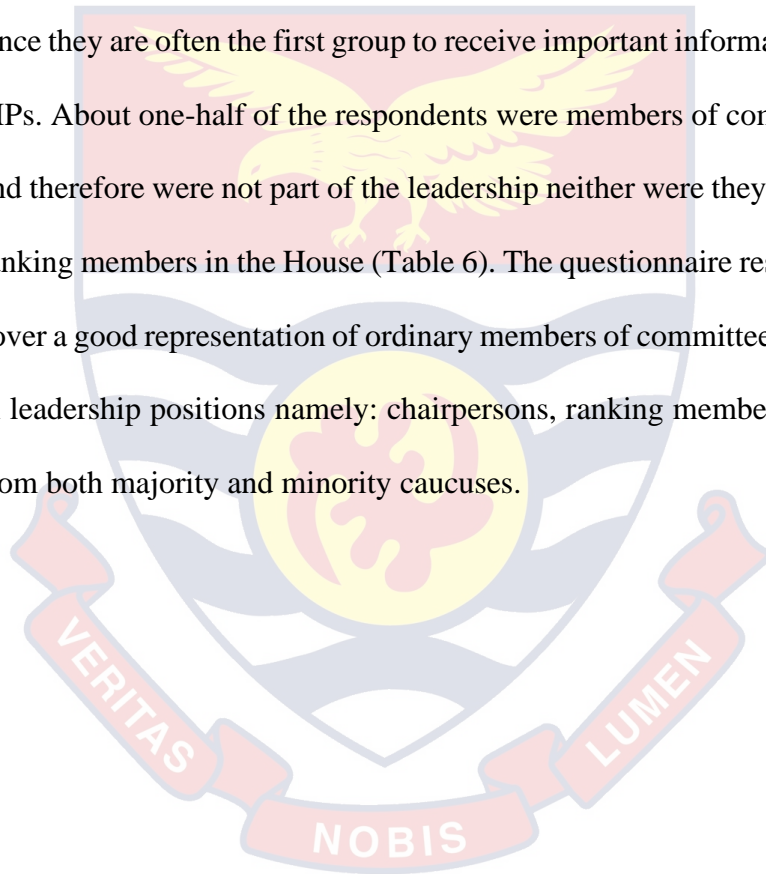 nce they are often the first group to receive important informa
IPs. About one-half of the respondents were members of
nd therefore were not part of the leadership neither were they
nking members in the House (Table 6). The questionnaire res
over a good representation of ordinary members of committee
leadership positions namely: chairpersons, ranking membe
om both majority and minority caucuses.
VERITAS
NOBIS
LUMEN